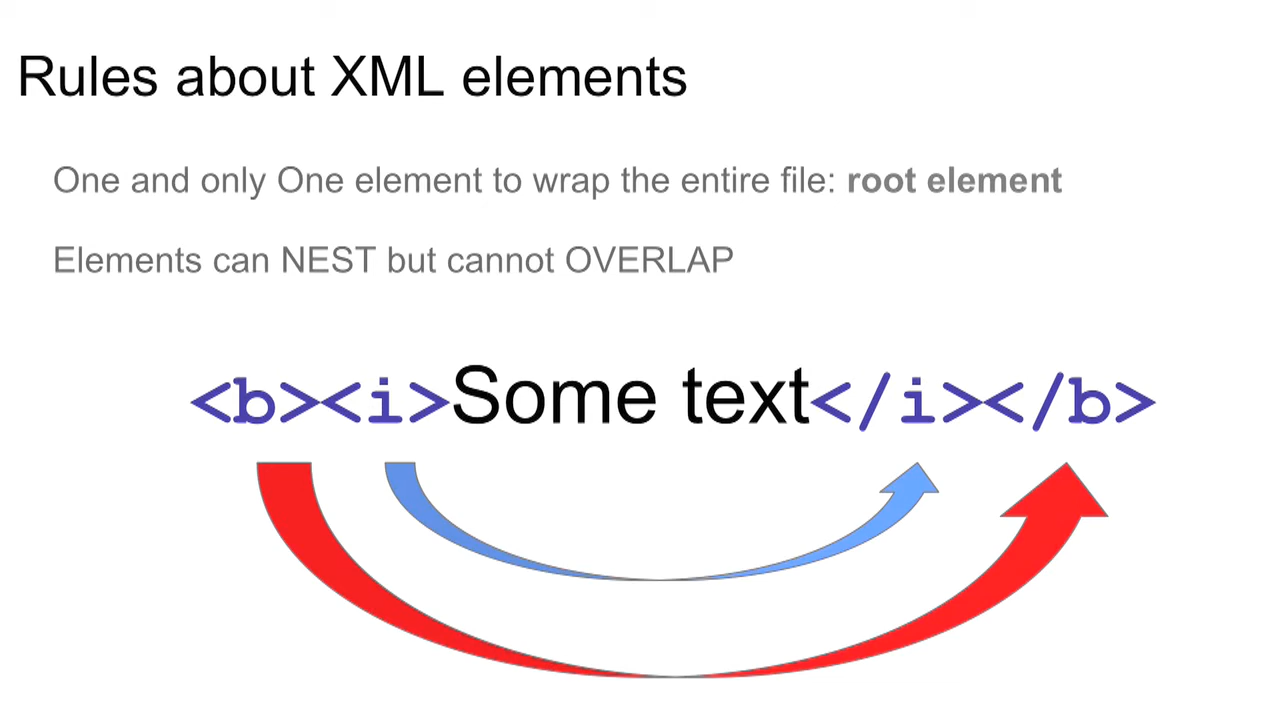 Rules about XML elements
One and only One element to wrap the entire file: root element
Elements can NEST but cannot OVERLAP
<b><i>Some text</i></b>